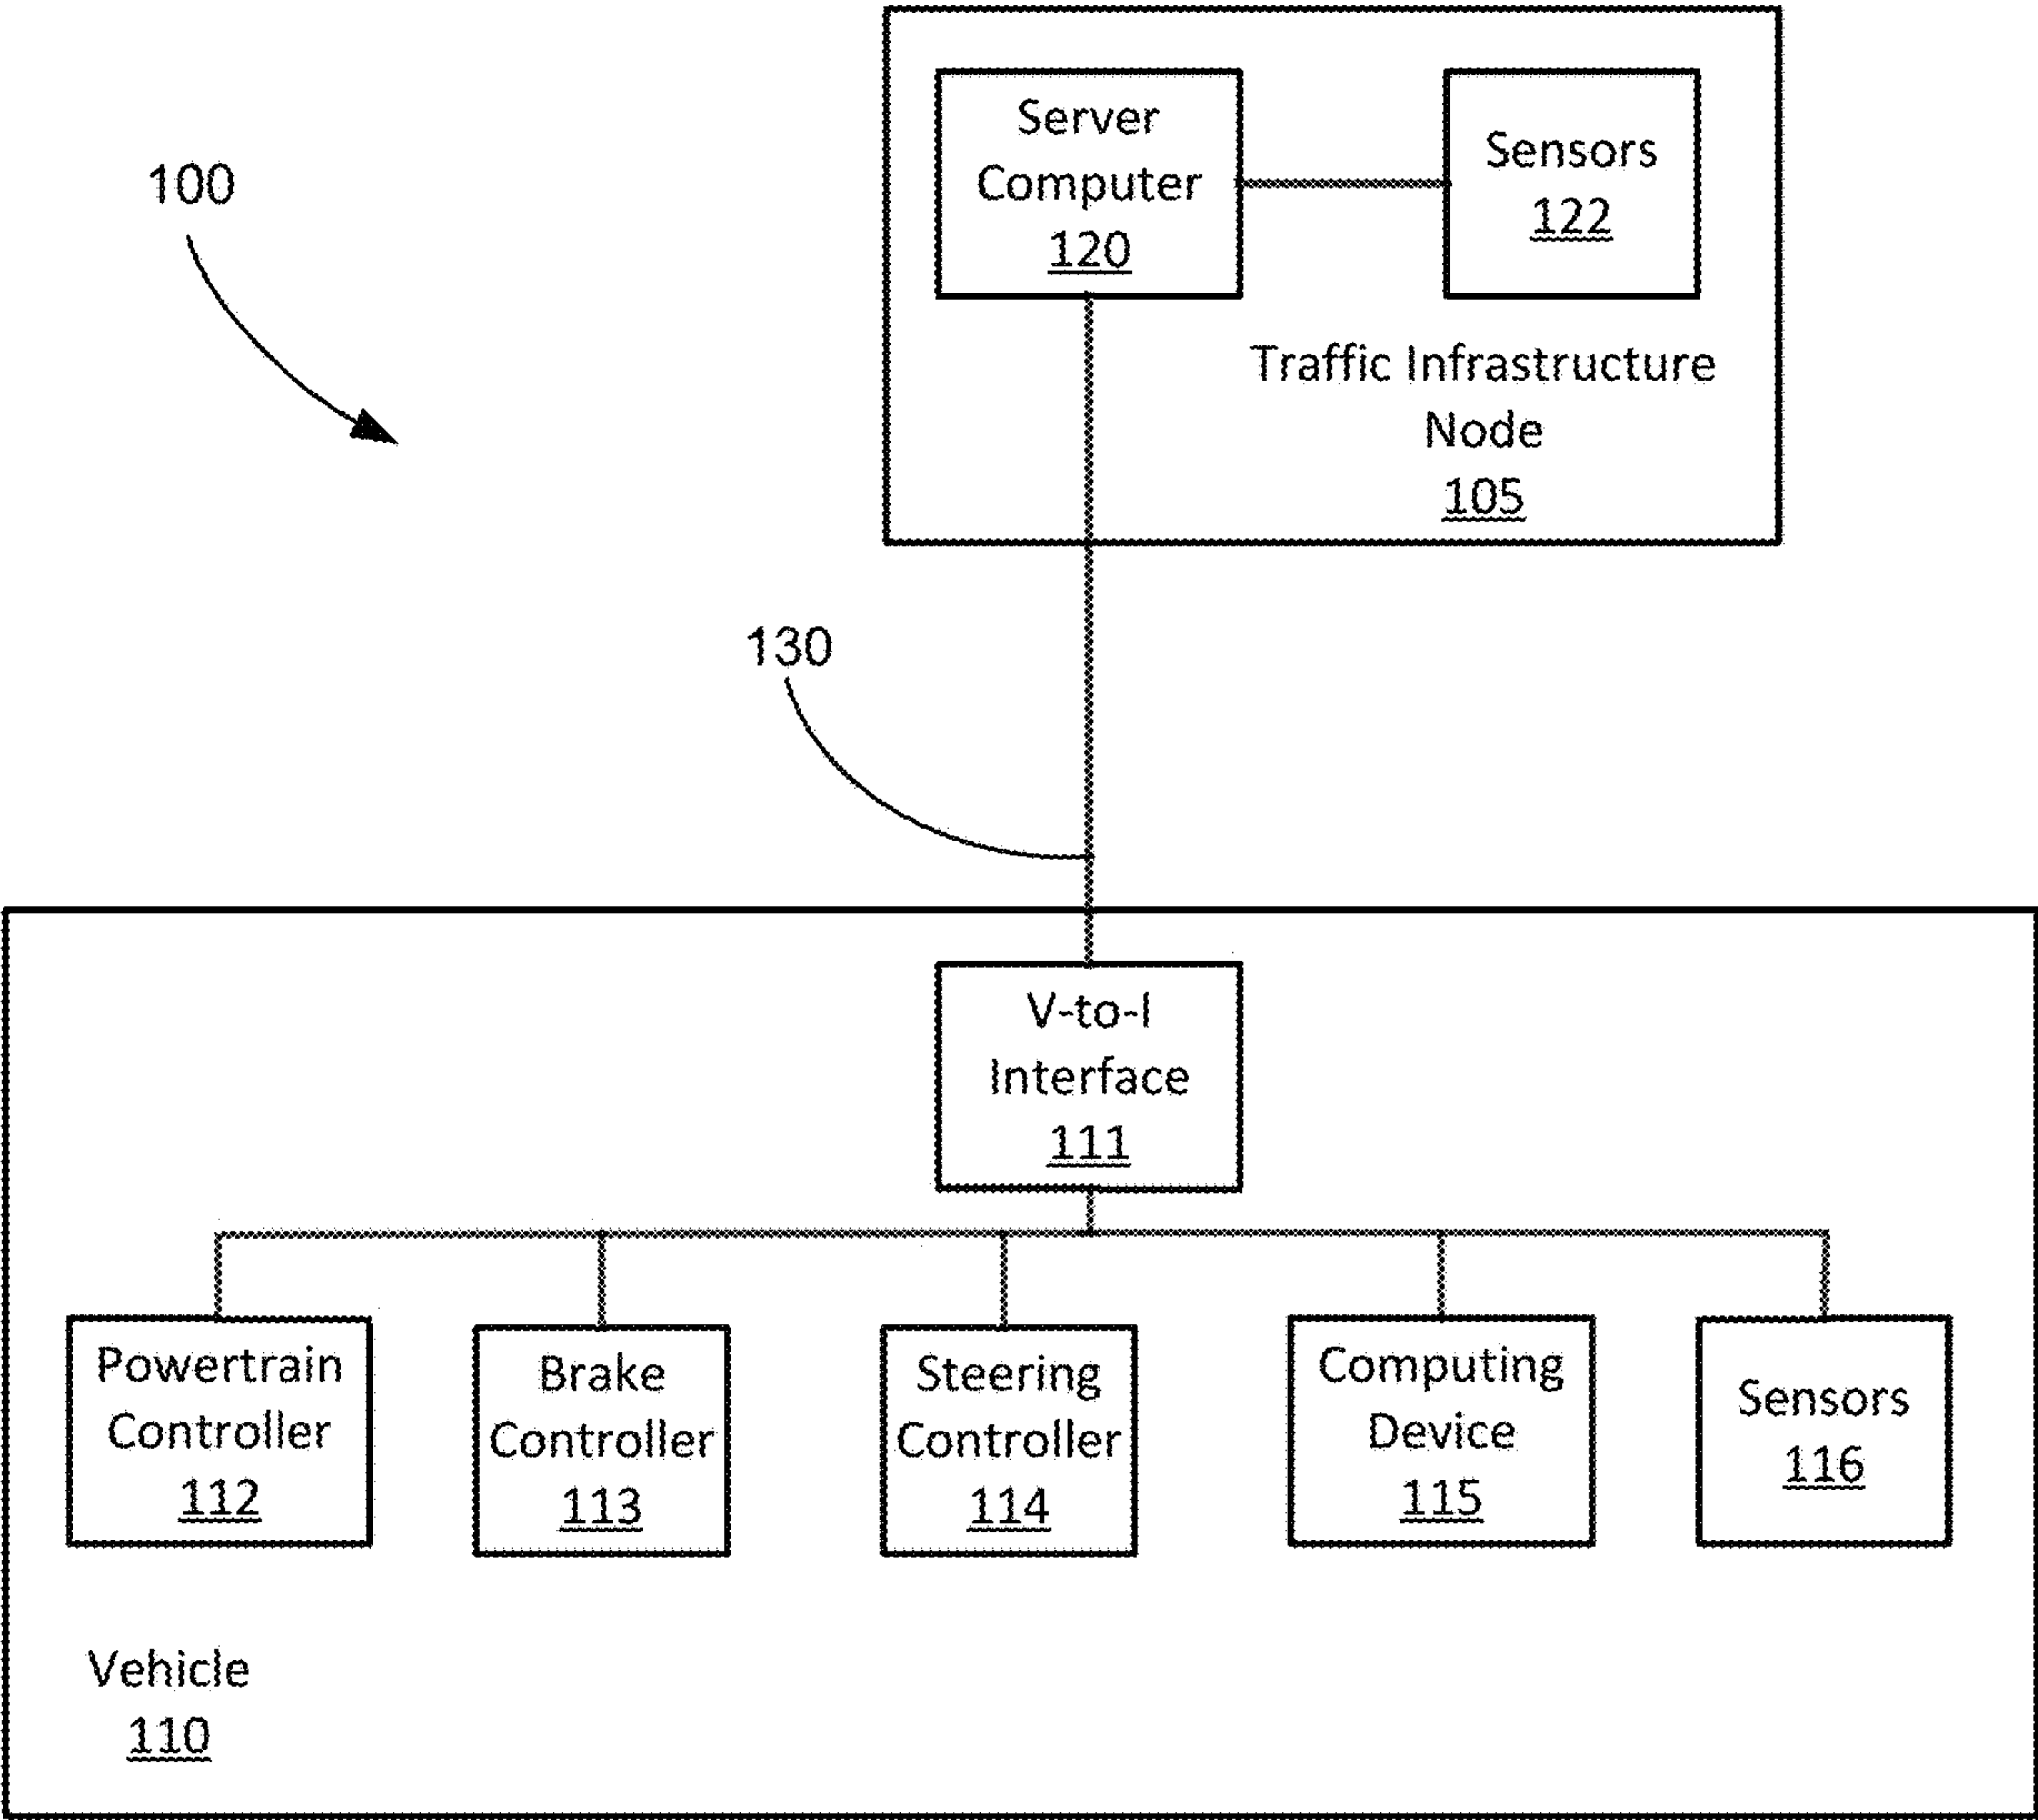 100
Server
Computer
120
Sensors
122
Traffic Infrastructure
Node
105
130
V-to-I
Interface
111
Powertrain
Controller
112
Brake
Controller
113
Steering
Controller
114
Computing
Device
115
Sensors
116
Vehicle
110